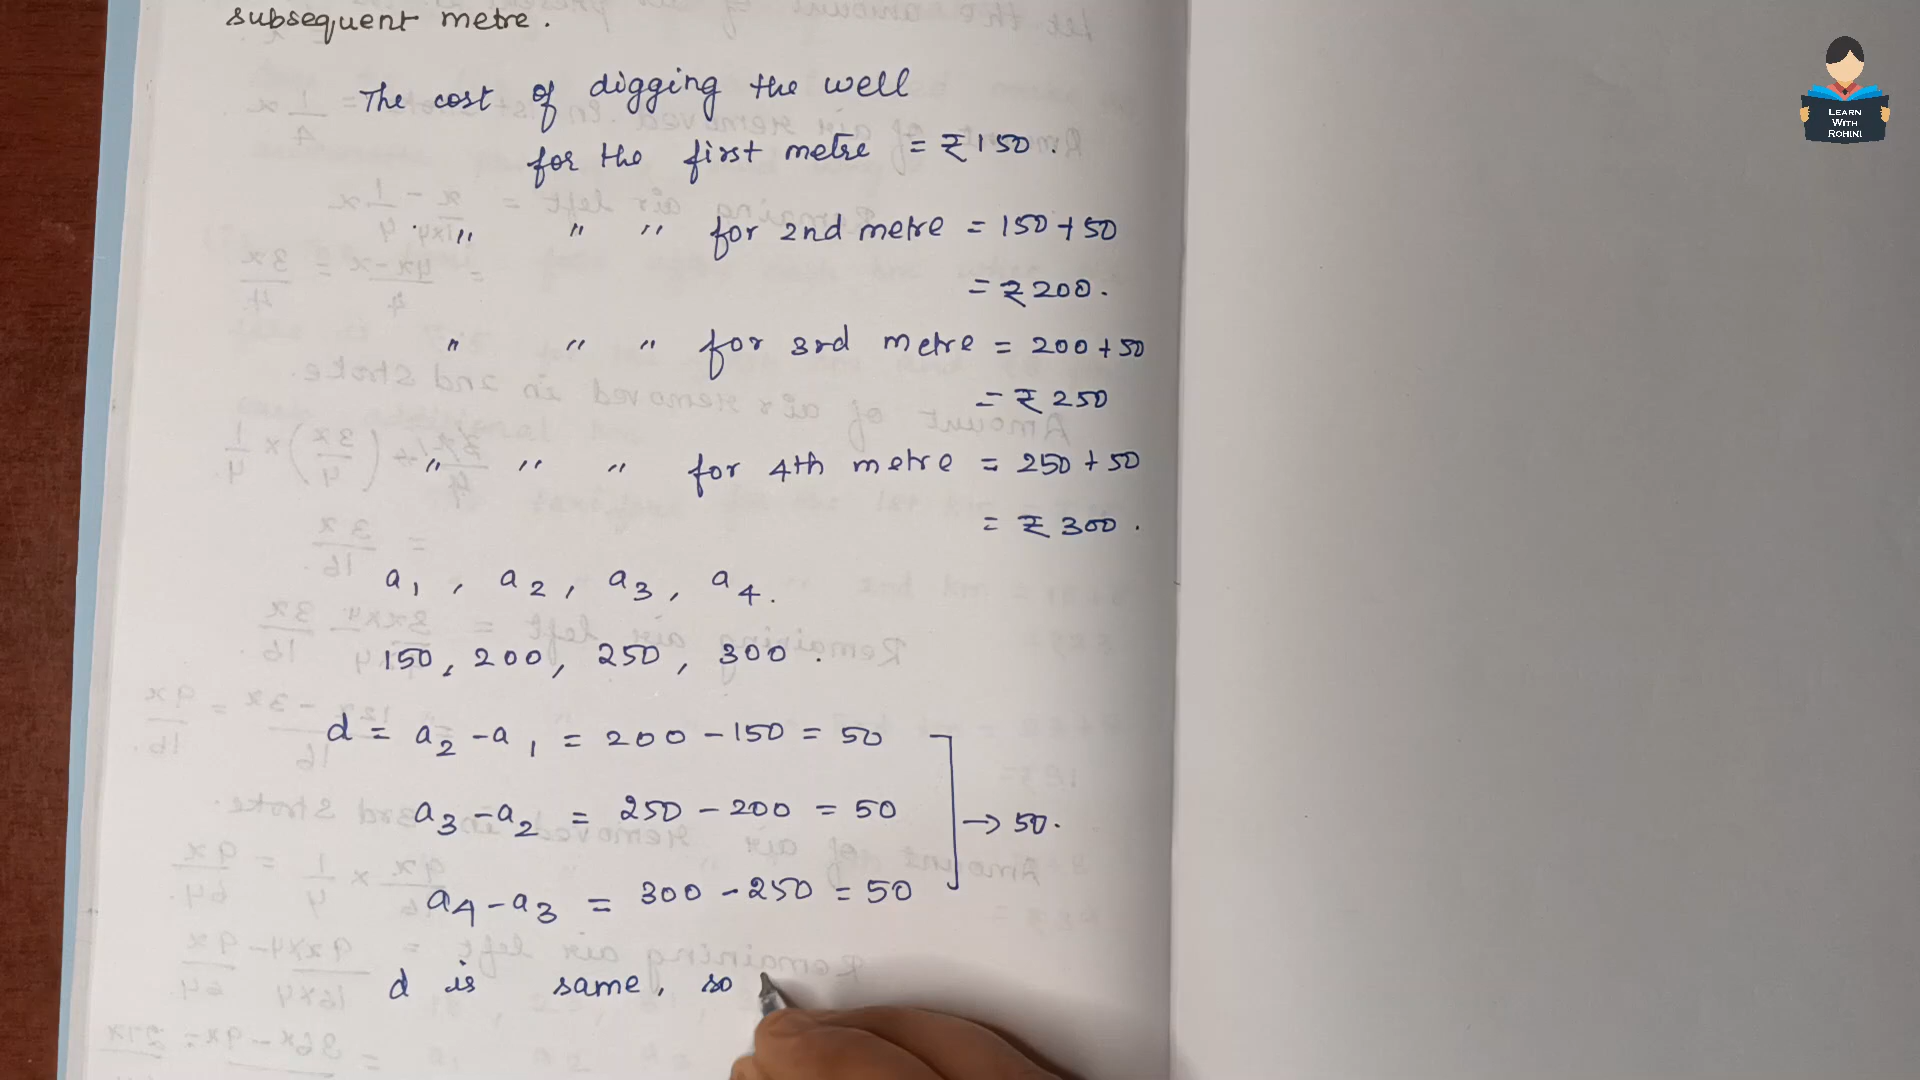 subsequent metre.
The cost of digging the well
for the first metre = ₹150.
" " " for 2nd metre = 150+50
= ₹200.
" " " for 3rd metre = 200+50
= ₹250
" " " for 4th metre = 250+50
= ₹300.
a1, a2, a3, a4.
150, 200, 250, 300.
d = a2-a1 = 200-150 = 50
a3-a2 = 250-200 = 50
→ 50.
a4-a3 = 300-250 = 50
d is same, so
LEARN
WITH
ROHINI